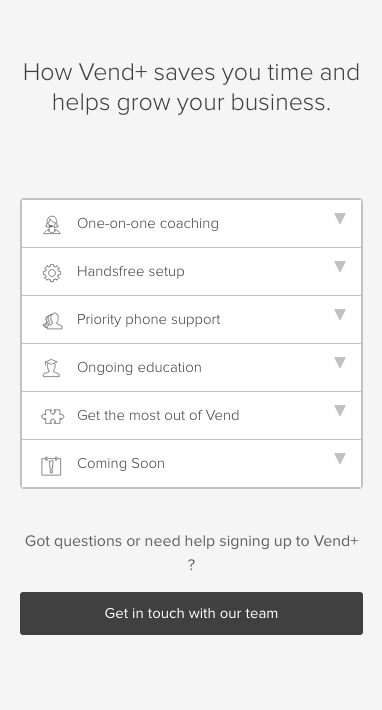 How Vend+ saves you time and
helps grow your business.
One-on-one coaching
Handsfree setup
Priority phone support
Ongoing education
Get the most out of Vend
Coming Soon
Got questions or need help signing up to Vend+
?
Get in touch with our team